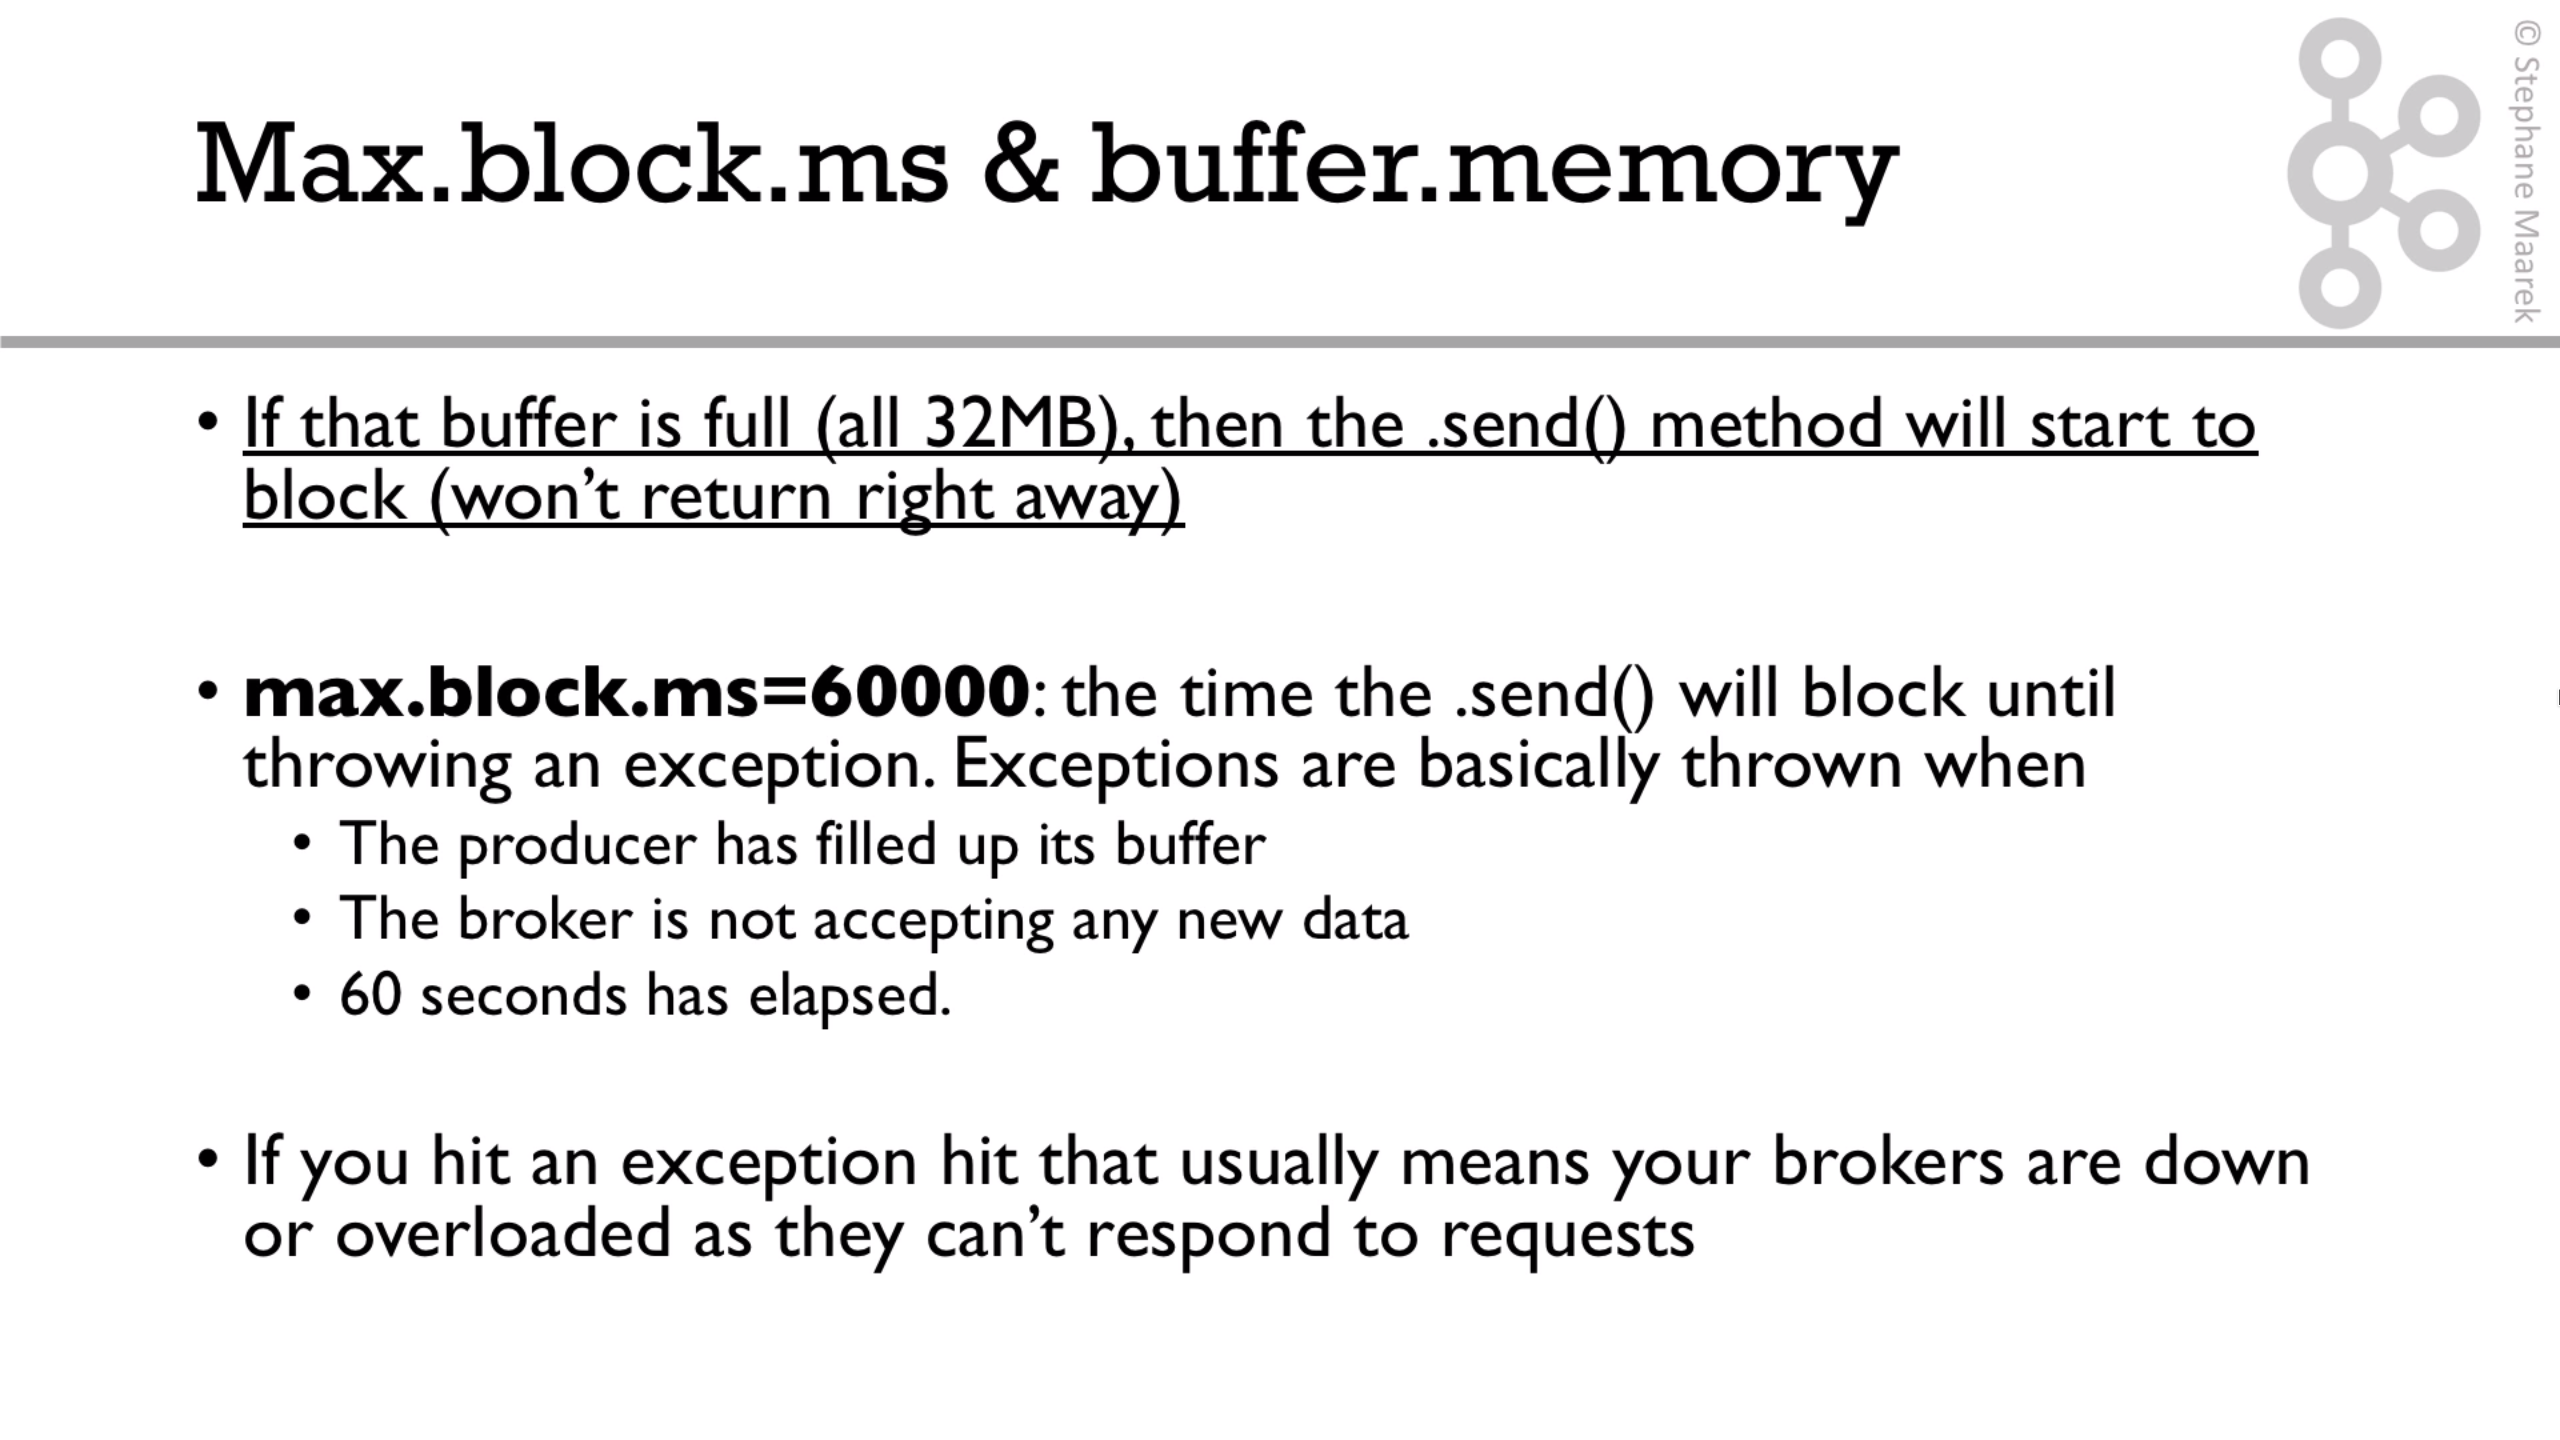 Max.block.ms & buffer.memory
© Stephane Maarek
• If that buffer is full (all 32MB), then the .send() method will start to
block (won’t return right away)
• max.block.ms=60000: the time the .send() will block until
throwing an exception. Exceptions are basically thrown when
• The producer has filled up its buffer
• The broker is not accepting any new data
• 60 seconds has elapsed.
• If you hit an exception hit that usually means your brokers are down
or overloaded as they can’t respond to requests